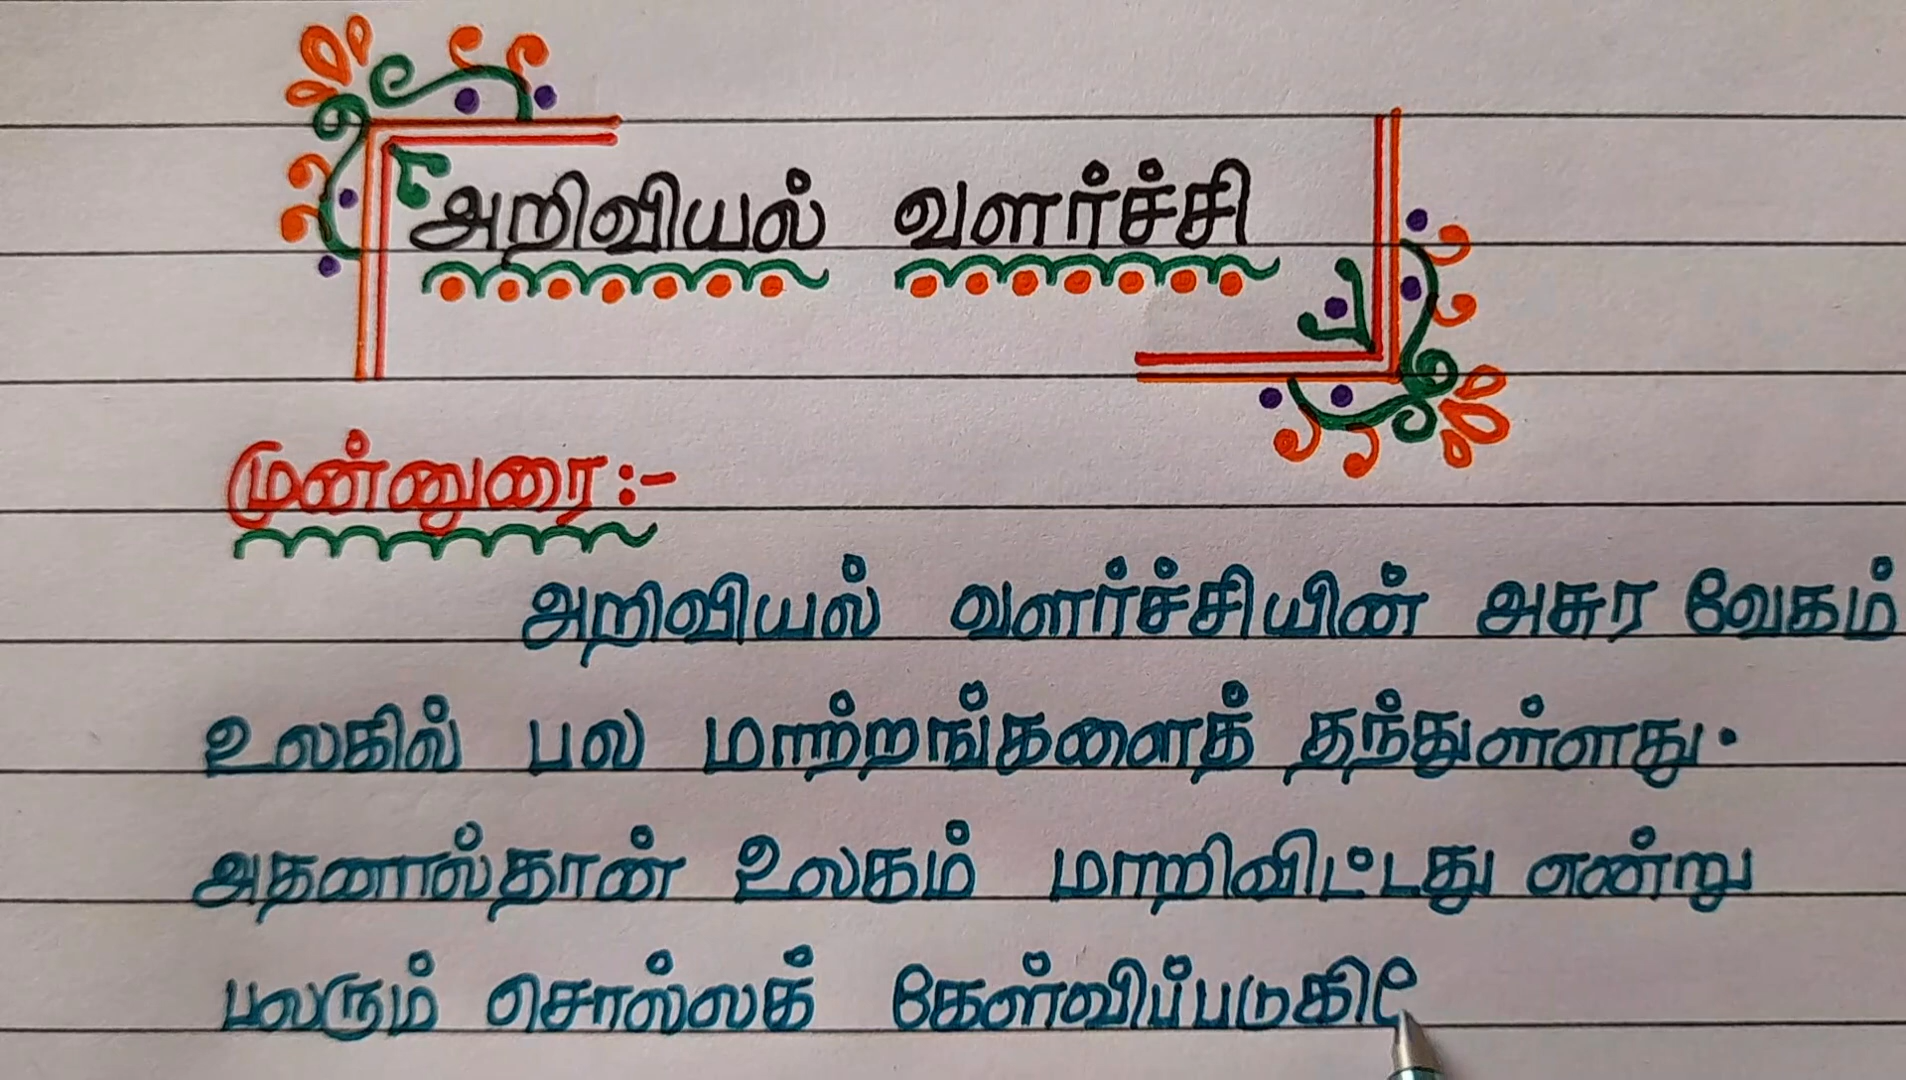 அறிவியல் வளர்ச்சி
முன்னுரை:-
அறிவியல் வளர்ச்சியின் அசுர வேகம்
உலகில் பல மாற்றங்களைத் தந்துள்ளது.
அதனால்தான் உலகம் மாறிவிட்டது என்று
பலரும் சொல்லக்